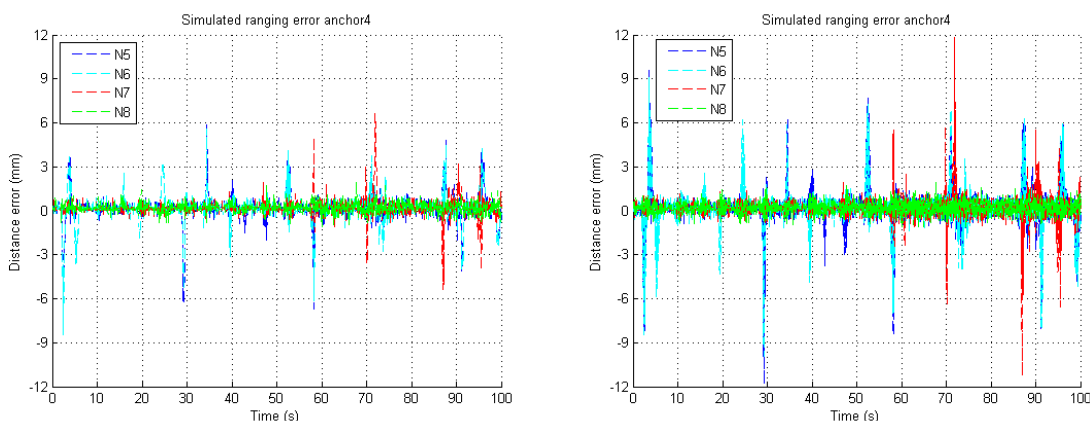 Simulated ranging error anchor4
12
9
6
3
0
-3
-6
-9
-12
Distance error (mm)
N5
N6
N7
N8
0 10 20 30 40 50 60 70 80 90 100
Time (s)
Simulated ranging error anchor4
12
9
6
3
0
-3
-6
-9
-12
Distance error (mm)
N5
N6
N7
N8
0 10 20 30 40 50 60 70 80 90 100
Time (s)